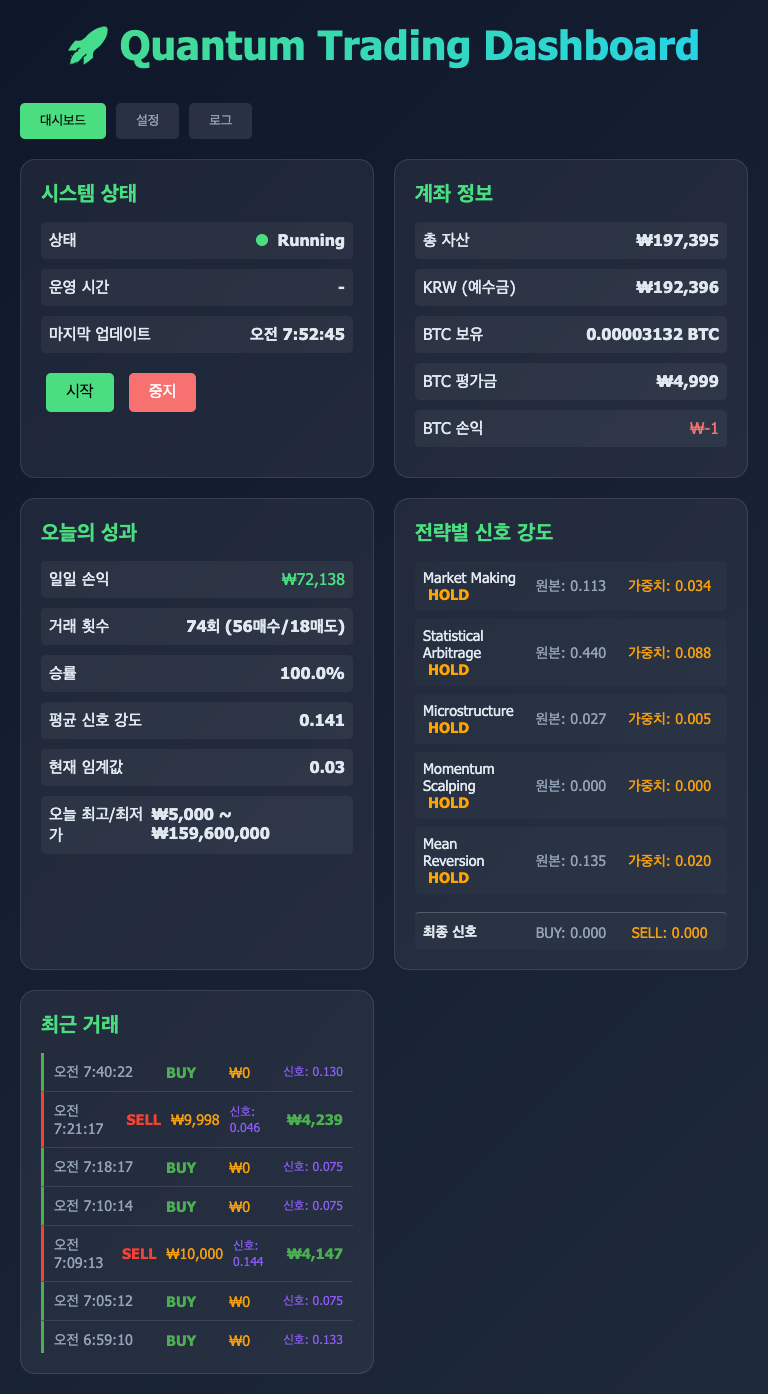 Quantum Trading Dashboard
대시보드 설정 로그
시스템 상태
상태 Running
운영 시간 -
마지막 업데이트 오전 7:52:45
시작 중지
계좌 정보
총 자산 ₩197,395
KRW (예수금) ₩192,396
BTC 보유 0.00003132 BTC
BTC 평가금 ₩4,999
BTC 손익 ₩-1
오늘의 성과
일일 손익 ₩72,138
거래 횟수 74회 (56매수/18매도)
승률 100.0%
평균 신호 강도 0.141
현재 임계값 0.03
오늘 최고/최저가 ₩5,000 ~
₩159,600,000
전략별 신호 강도
Market Making
HOLD
원본: 0.113 가중치: 0.034
Statistical
Arbitrage
HOLD
원본: 0.440 가중치: 0.088
Microstructure
HOLD
원본: 0.027 가중치: 0.005
Momentum
Scalping
HOLD
원본: 0.000 가중치: 0.000
Mean
Reversion
HOLD
원본: 0.135 가중치: 0.020
최종 신호 BUY: 0.000 SELL: 0.000
최근 거래
오전 7:40:22 BUY ₩0 신호: 0.130
오전
7:21:17 SELL ₩9,998 신호:
0.046 ₩4,239
오전 7:18:17 BUY ₩0 신호: 0.075
오전 7:10:14 BUY ₩0 신호: 0.075
오전
7:09:13 SELL ₩10,000 신호:
0.144 ₩4,147
오전 7:05:12 BUY ₩0 신호: 0.075
오전 6:59:10 BUY ₩0 신호: 0.133